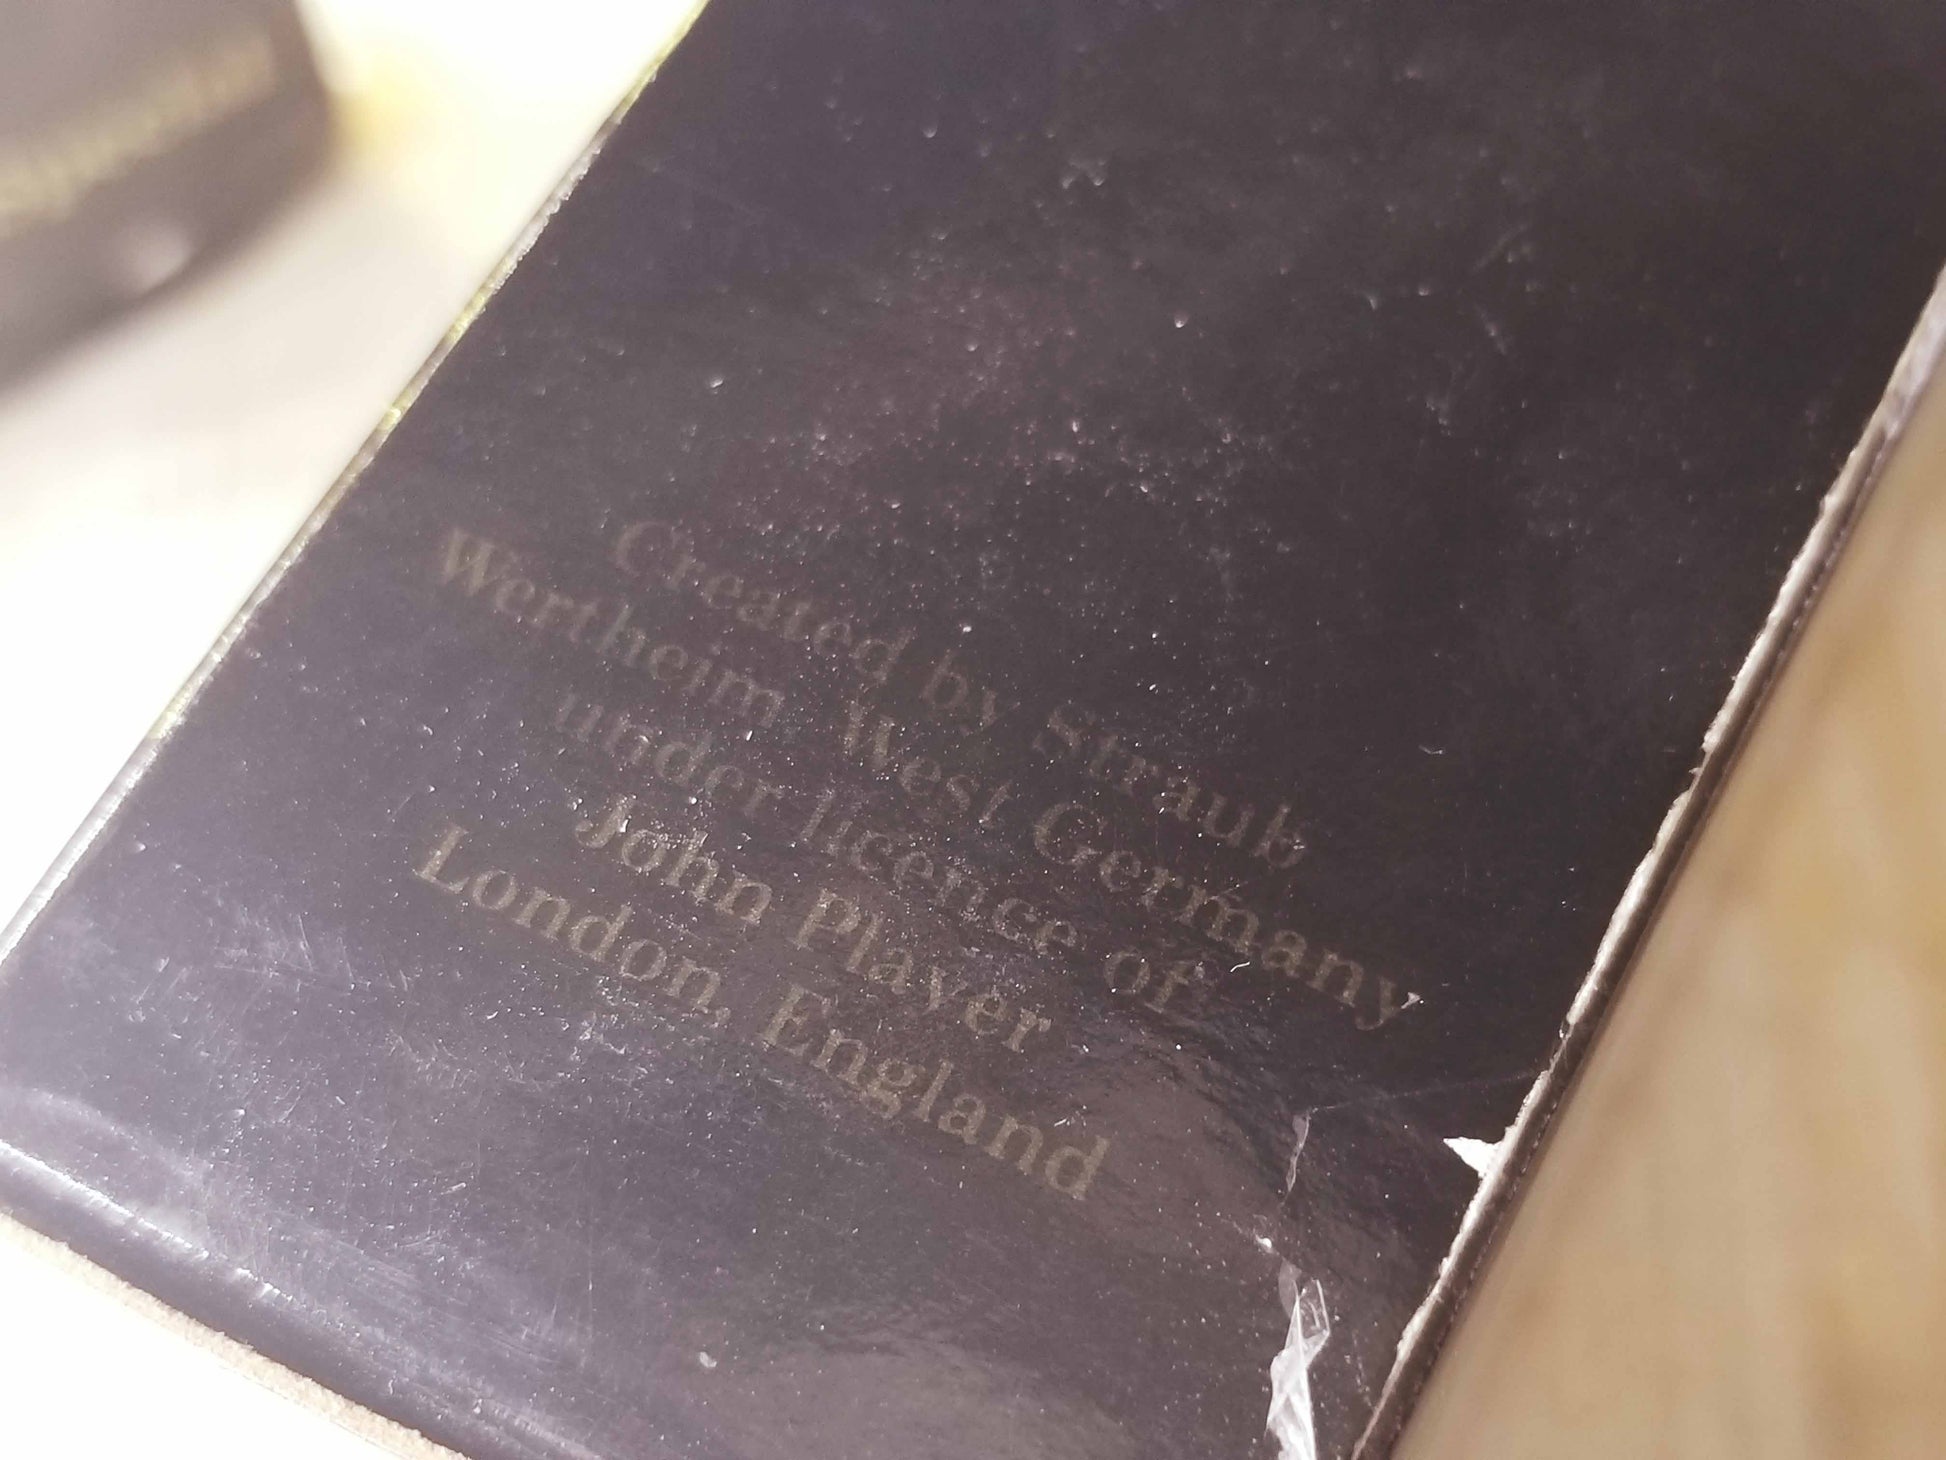 Created by Straub
Wertheim West Germany
under licence of
John Player
London, England